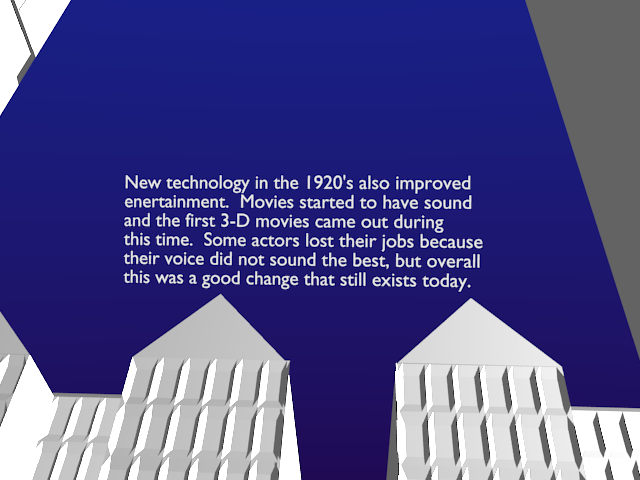 New technology in the 1920's also improved
enertainment.  Movies started to have sound
and the first 3-D movies came out during
this time.  Some actors lost their jobs because
their voice did not sound the best, but overall
this was a good change that still exists today.